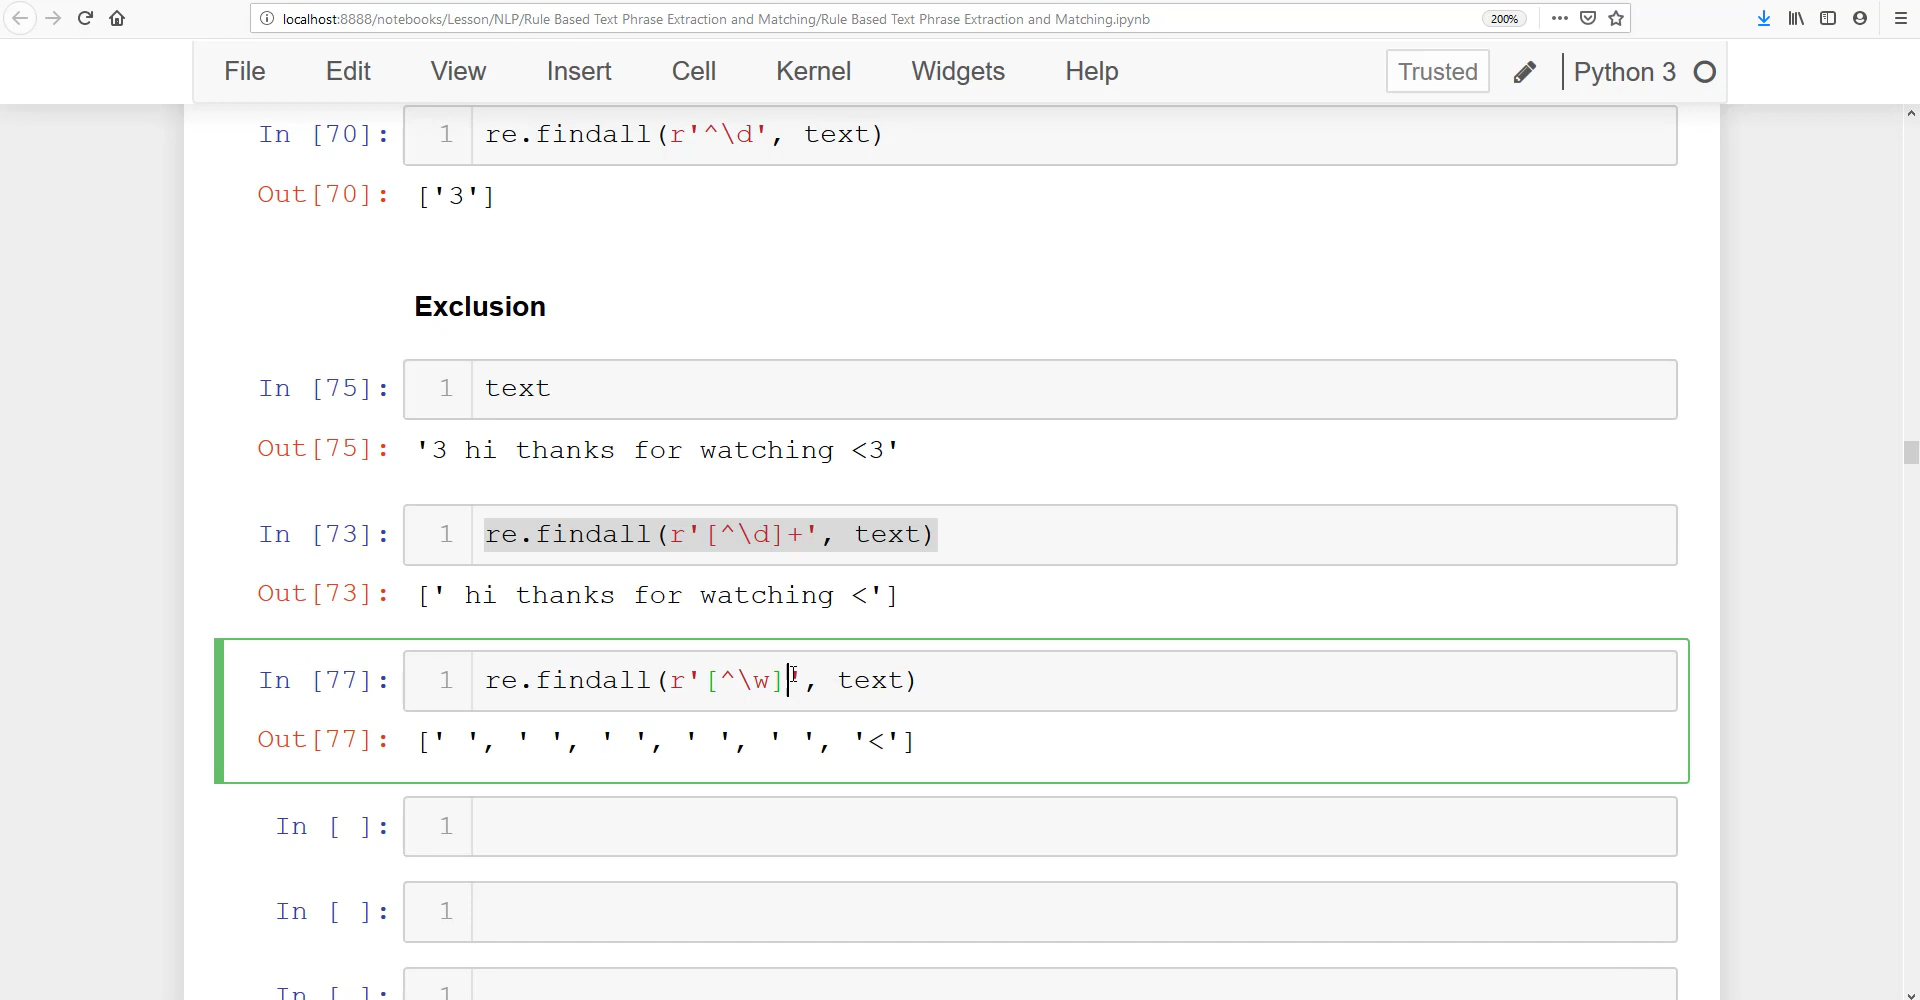 localhost:8888/notebooks/Lesson/NLP/Rule Based Text Phrase Extraction and Matching/Rule Based Text Phrase Extraction and Matching.ipynb 200%
File Edit View Insert Cell Kernel Widgets Help Trusted Python 3
In [70]: 1 re.findall(r'^\d', text)
Out[70]: ['3']
Exclusion
In [75]: 1 text
Out[75]: '3 hi thanks for watching <3'
In [73]: 1 re.findall(r'[^\d]+', text)
Out[73]: [' hi thanks for watching <']
In [77]: 1 re.findall(r'[^\w]', text)
Out[77]: [' ', ' ', ' ', ' ', ' ', '<']
In [ ]: 1
In [ ]: 1
In [ ]: 1